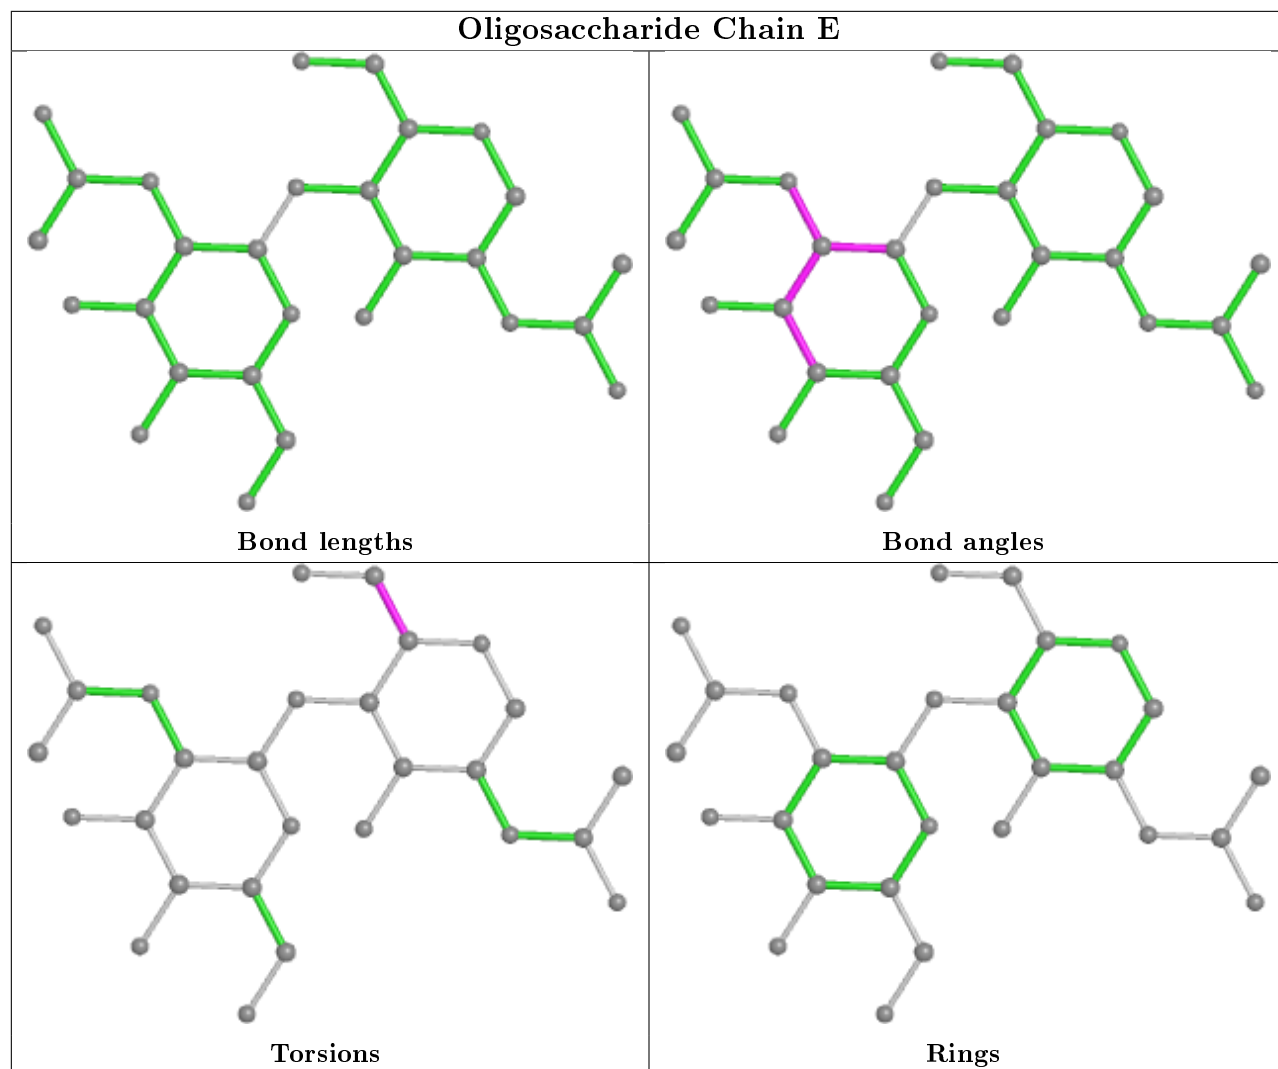 Oligosaccharide Chain E
Bond lengths
Bond angles
Torsions
Rings